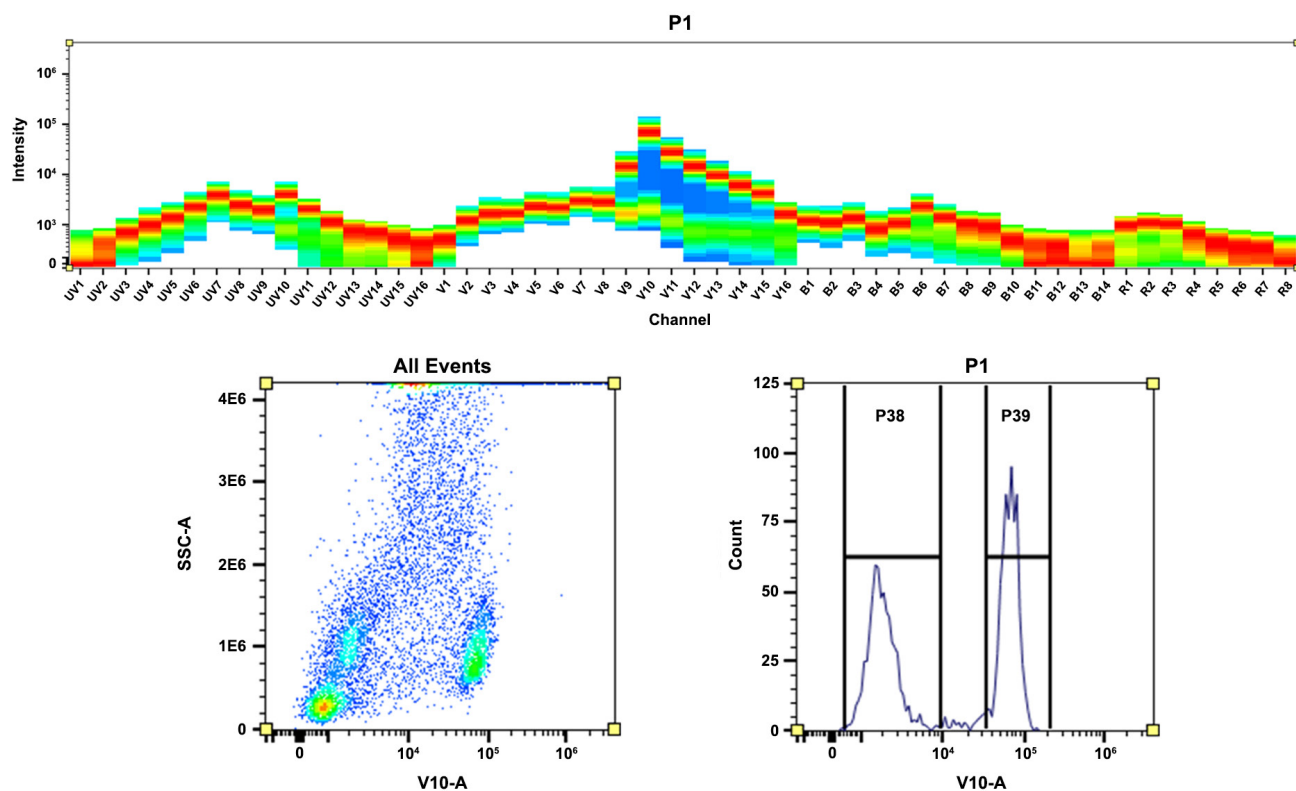 P1
Intensity
10⁶
10⁵
10⁴
10³
0
UV1 UV2 UV3 UV4 UV5 UV6 UV7 UV8 UV9 UV10 UV11 UV12 UV13 UV14 UV15 UV16 V1 V2 V3 V4 V5 V6 V7 V8 V9 V10 V11 V12 V13 V14 V15 V16 B1 B2 B3 B4 B5 B6 B7 B8 B9 B10 B11 B12 B13 B14 R1 R2 R3 R4 R5 R6 R7 R8
Channel
All Events
SSC-A
4E6
3E6
2E6
1E6
0
0 10⁴ 10⁵ 10⁶
V10-A
P1
Count
125
100
75
50
25
0
P38 P39
0 10⁴ 10⁵ 10⁶
V10-A